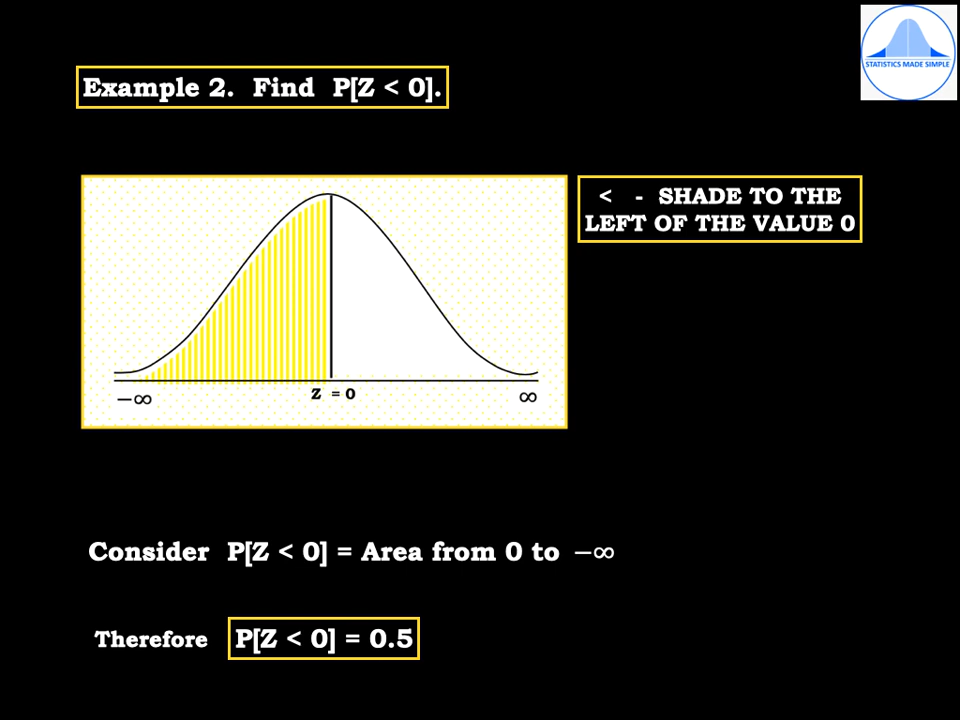 STATISTICS MADE SIMPLE
Example 2. Find P[Z < 0].
< - SHADE TO THE
LEFT OF THE VALUE 0
Z = 0
−∞
∞
Consider P[Z < 0] = Area from 0 to −∞
Therefore P[Z < 0] = 0.5